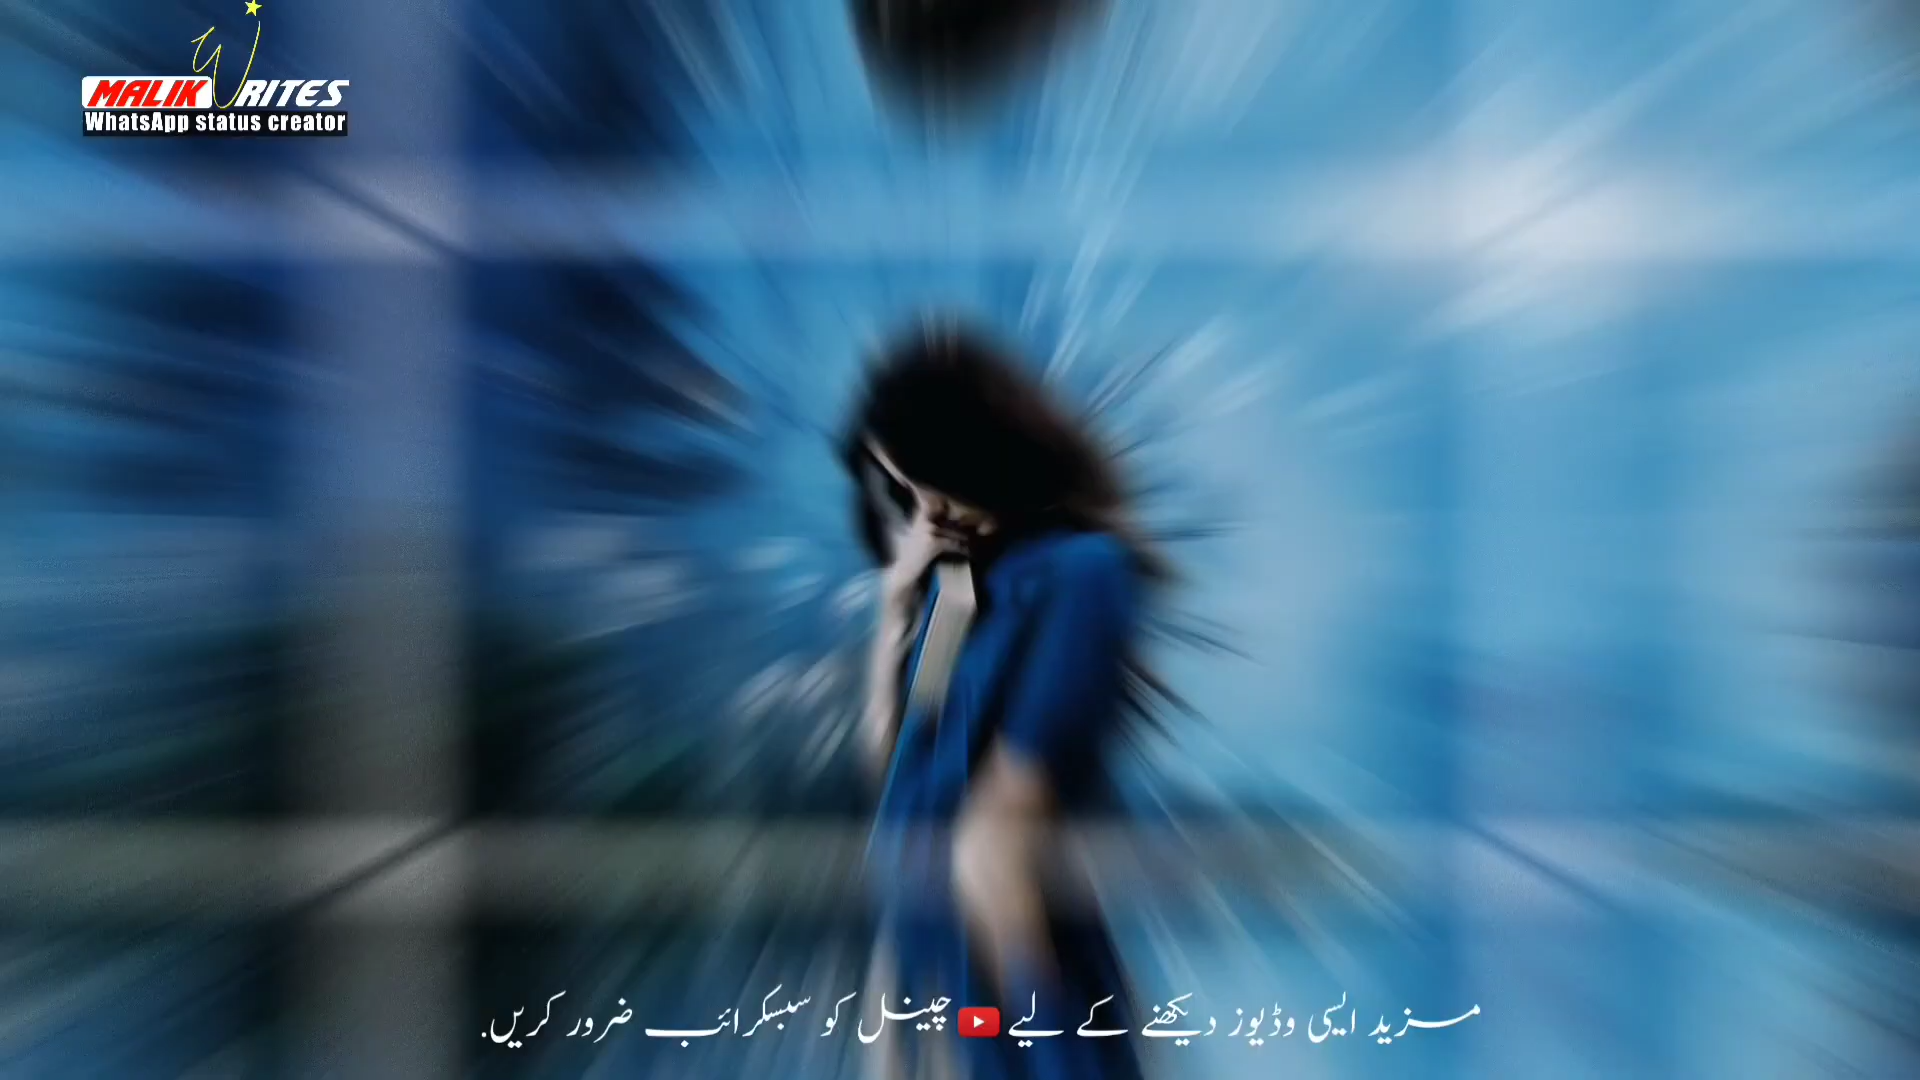 MALIK WRITES
WhatsApp status creator
مزید ایسی وڈیوز دیکھنے کے لیے چینل کو سبسکرائب ضرور کریں.